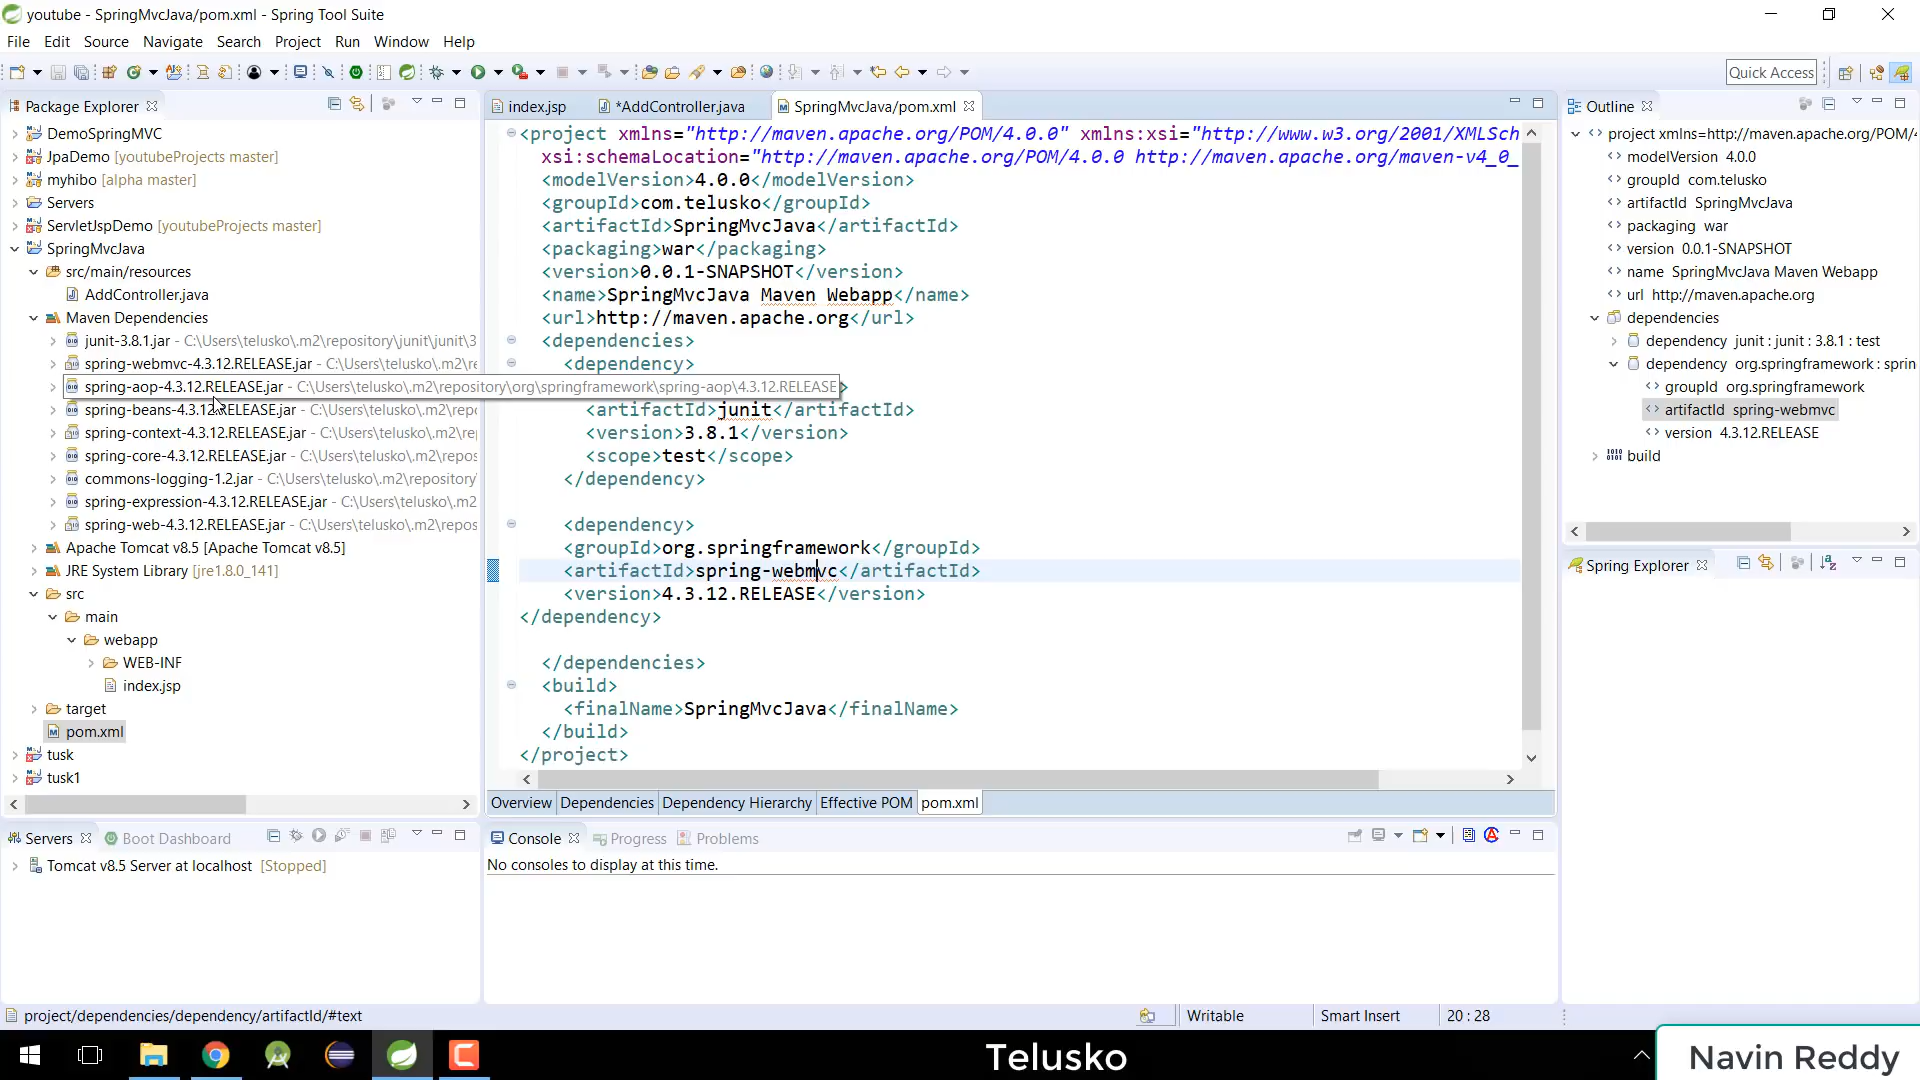 youtube - SpringMvcJava/pom.xml - Spring Tool Suite
File Edit Source Navigate Search Project Run Window Help
Quick Access
Package Explorer
DemoSpringMVC
JpaDemo [youtubeProjects master]
myhibo [alpha master]
Servers
ServletJspDemo [youtubeProjects master]
SpringMvcJava
src/main/resources
AddController.java
Maven Dependencies
junit-3.8.1.jar - C:\Users\telusko\.m2\repository\junit\junit\3
spring-webmvc-4.3.12.RELEASE.jar - C:\Users\telusko\.m2\r
spring-aop-4.3.12.RELEASE.jar - C:\Users\telusko\.m2\repository\org\springframework\spring-aop\4.3.12.RELEASE
spring-beans-4.3.12.RELEASE.jar - C:\Users\telusko\.m2\rep
spring-context-4.3.12.RELEASE.jar - C:\Users\telusko\.m2\re
spring-core-4.3.12.RELEASE.jar - C:\Users\telusko\.m2\repos
commons-logging-1.2.jar - C:\Users\telusko\.m2\repository\
spring-expression-4.3.12.RELEASE.jar - C:\Users\telusko\.m2
spring-web-4.3.12.RELEASE.jar - C:\Users\telusko\.m2\repos
Apache Tomcat v8.5 [Apache Tomcat v8.5]
JRE System Library [jre1.8.0_141]
src
main
webapp
WEB-INF
index.jsp
target
pom.xml
tusk
tusk1
index.jsp *AddController.java SpringMvcJava/pom.xml
<project xmlns="http://maven.apache.org/POM/4.0.0" xmlns:xsi="http://www.w3.org/2001/XMLSch
xsi:schemaLocation="http://maven.apache.org/POM/4.0.0 http://maven.apache.org/maven-v4_0_
<modelVersion>4.0.0</modelVersion>
<groupId>com.telusko</groupId>
<artifactId>SpringMvcJava</artifactId>
<packaging>war</packaging>
<version>0.0.1-SNAPSHOT</version>
<name>SpringMvcJava Maven Webapp</name>
<url>http://maven.apache.org</url>
<dependencies>
<dependency>
<artifactId>junit</artifactId>
<version>3.8.1</version>
<scope>test</scope>
</dependency>
<dependency>
<groupId>org.springframework</groupId>
<artifactId>spring-webmvc</artifactId>
<version>4.3.12.RELEASE</version>
</dependency>
</dependencies>
<build>
<finalName>SpringMvcJava</finalName>
</build>
</project>
Overview Dependencies Dependency Hierarchy Effective POM pom.xml
Outline
project xmlns=http://maven.apache.org/POM/4
modelVersion 4.0.0
groupId com.telusko
artifactId SpringMvcJava
packaging war
version 0.0.1-SNAPSHOT
name SpringMvcJava Maven Webapp
url http://maven.apache.org
dependencies
dependency junit : junit : 3.8.1 : test
dependency org.springframework : sprin
groupId org.springframework
artifactId spring-webmvc
version 4.3.12.RELEASE
build
Spring Explorer
Servers Boot Dashboard
Tomcat v8.5 Server at localhost [Stopped]
Console Progress Problems
No consoles to display at this time.
project/dependencies/dependency/artifactId/#text
Writable Smart Insert 20 : 28
Telusko
Navin Reddy